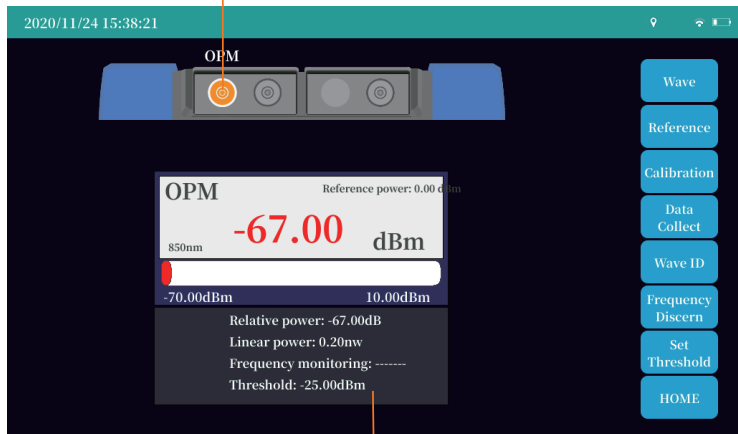 2020/11/24 15:38:21
OPM
OPM
Reference power: 0.00 dBm
-67.00
dBm
850nm
-70.00dBm
10.00dBm
Relative power: -67.00dB
Linear power: 0.20nw
Frequency monitoring: -------
Threshold: -25.00dBm
Wave
Reference
Calibration
Data
Collect
Wave ID
Frequency
Discern
Set
Threshold
HOME